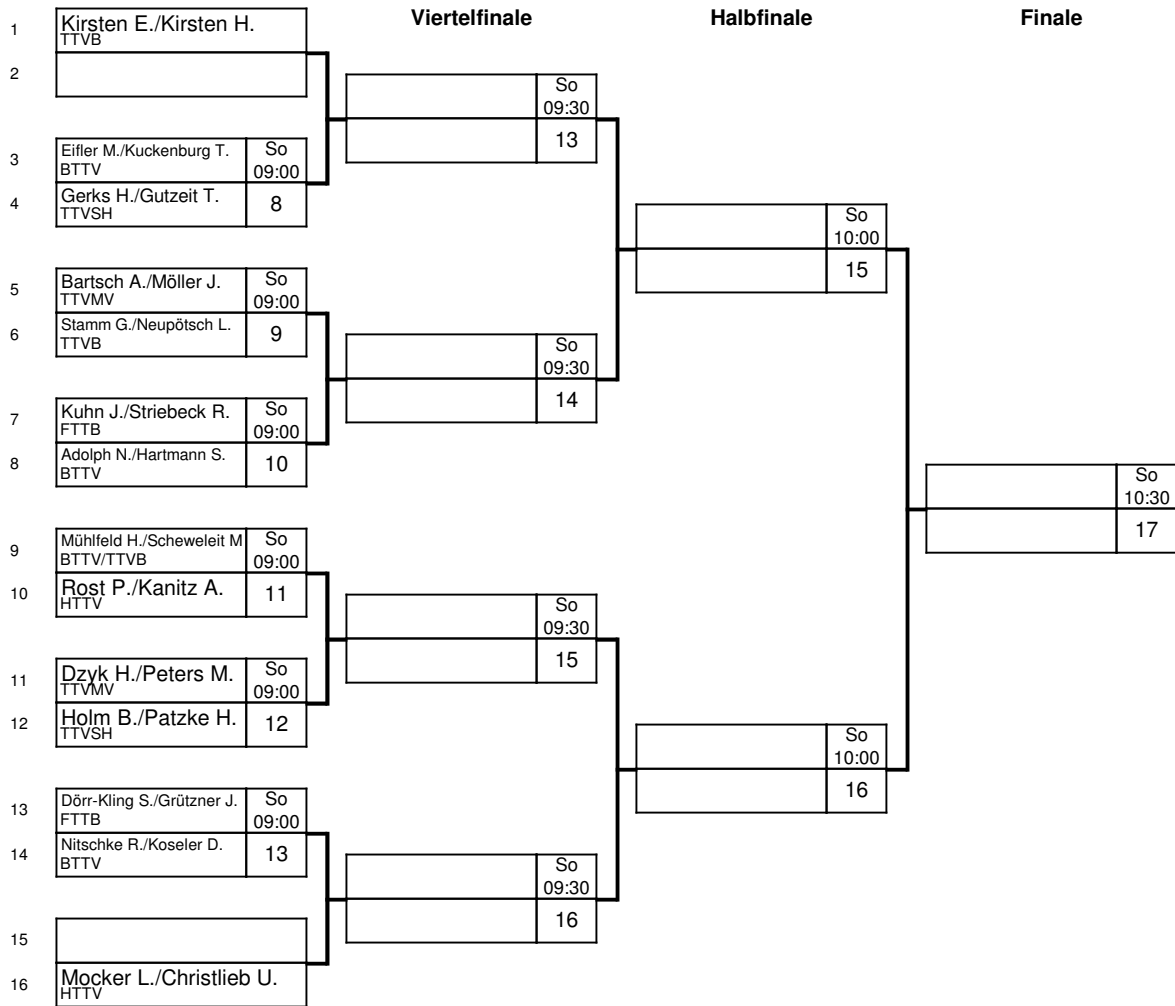 Viertelfinale
Halbfinale
Finale
1
Kirsten E./Kirsten H.
TTVB
2
So
09:30
13
3
Eifler M./Kuckenburg T.
BTTV
So
09:00
4
Gerks H./Gutzeit T.
TTVSH
8
So
10:00
15
5
Bartsch A./Möller J.
TTVMV
So
09:00
6
Stamm G./Neupötsch L.
TTVB
9
So
09:30
14
7
Kuhn J./Striebeck R.
FTTB
So
09:00
8
Adolph N./Hartmann S.
BTTV
10
So
10:30
17
9
Mühlfeld H./Scheweleit M
BTTV/TTVB
So
09:00
10
Rost P./Kanitz A.
HTTV
11
So
09:30
15
11
Dzyk H./Peters M.
TTVMV
So
09:00
12
Holm B./Patzke H.
TTVSH
12
So
10:00
16
13
Dörr-Kling S./Grützner J.
FTTB
So
09:00
14
Nitschke R./Koseler D.
BTTV
13
So
09:30
16
15
16
Mocker L./Christlieb U.
HTTV